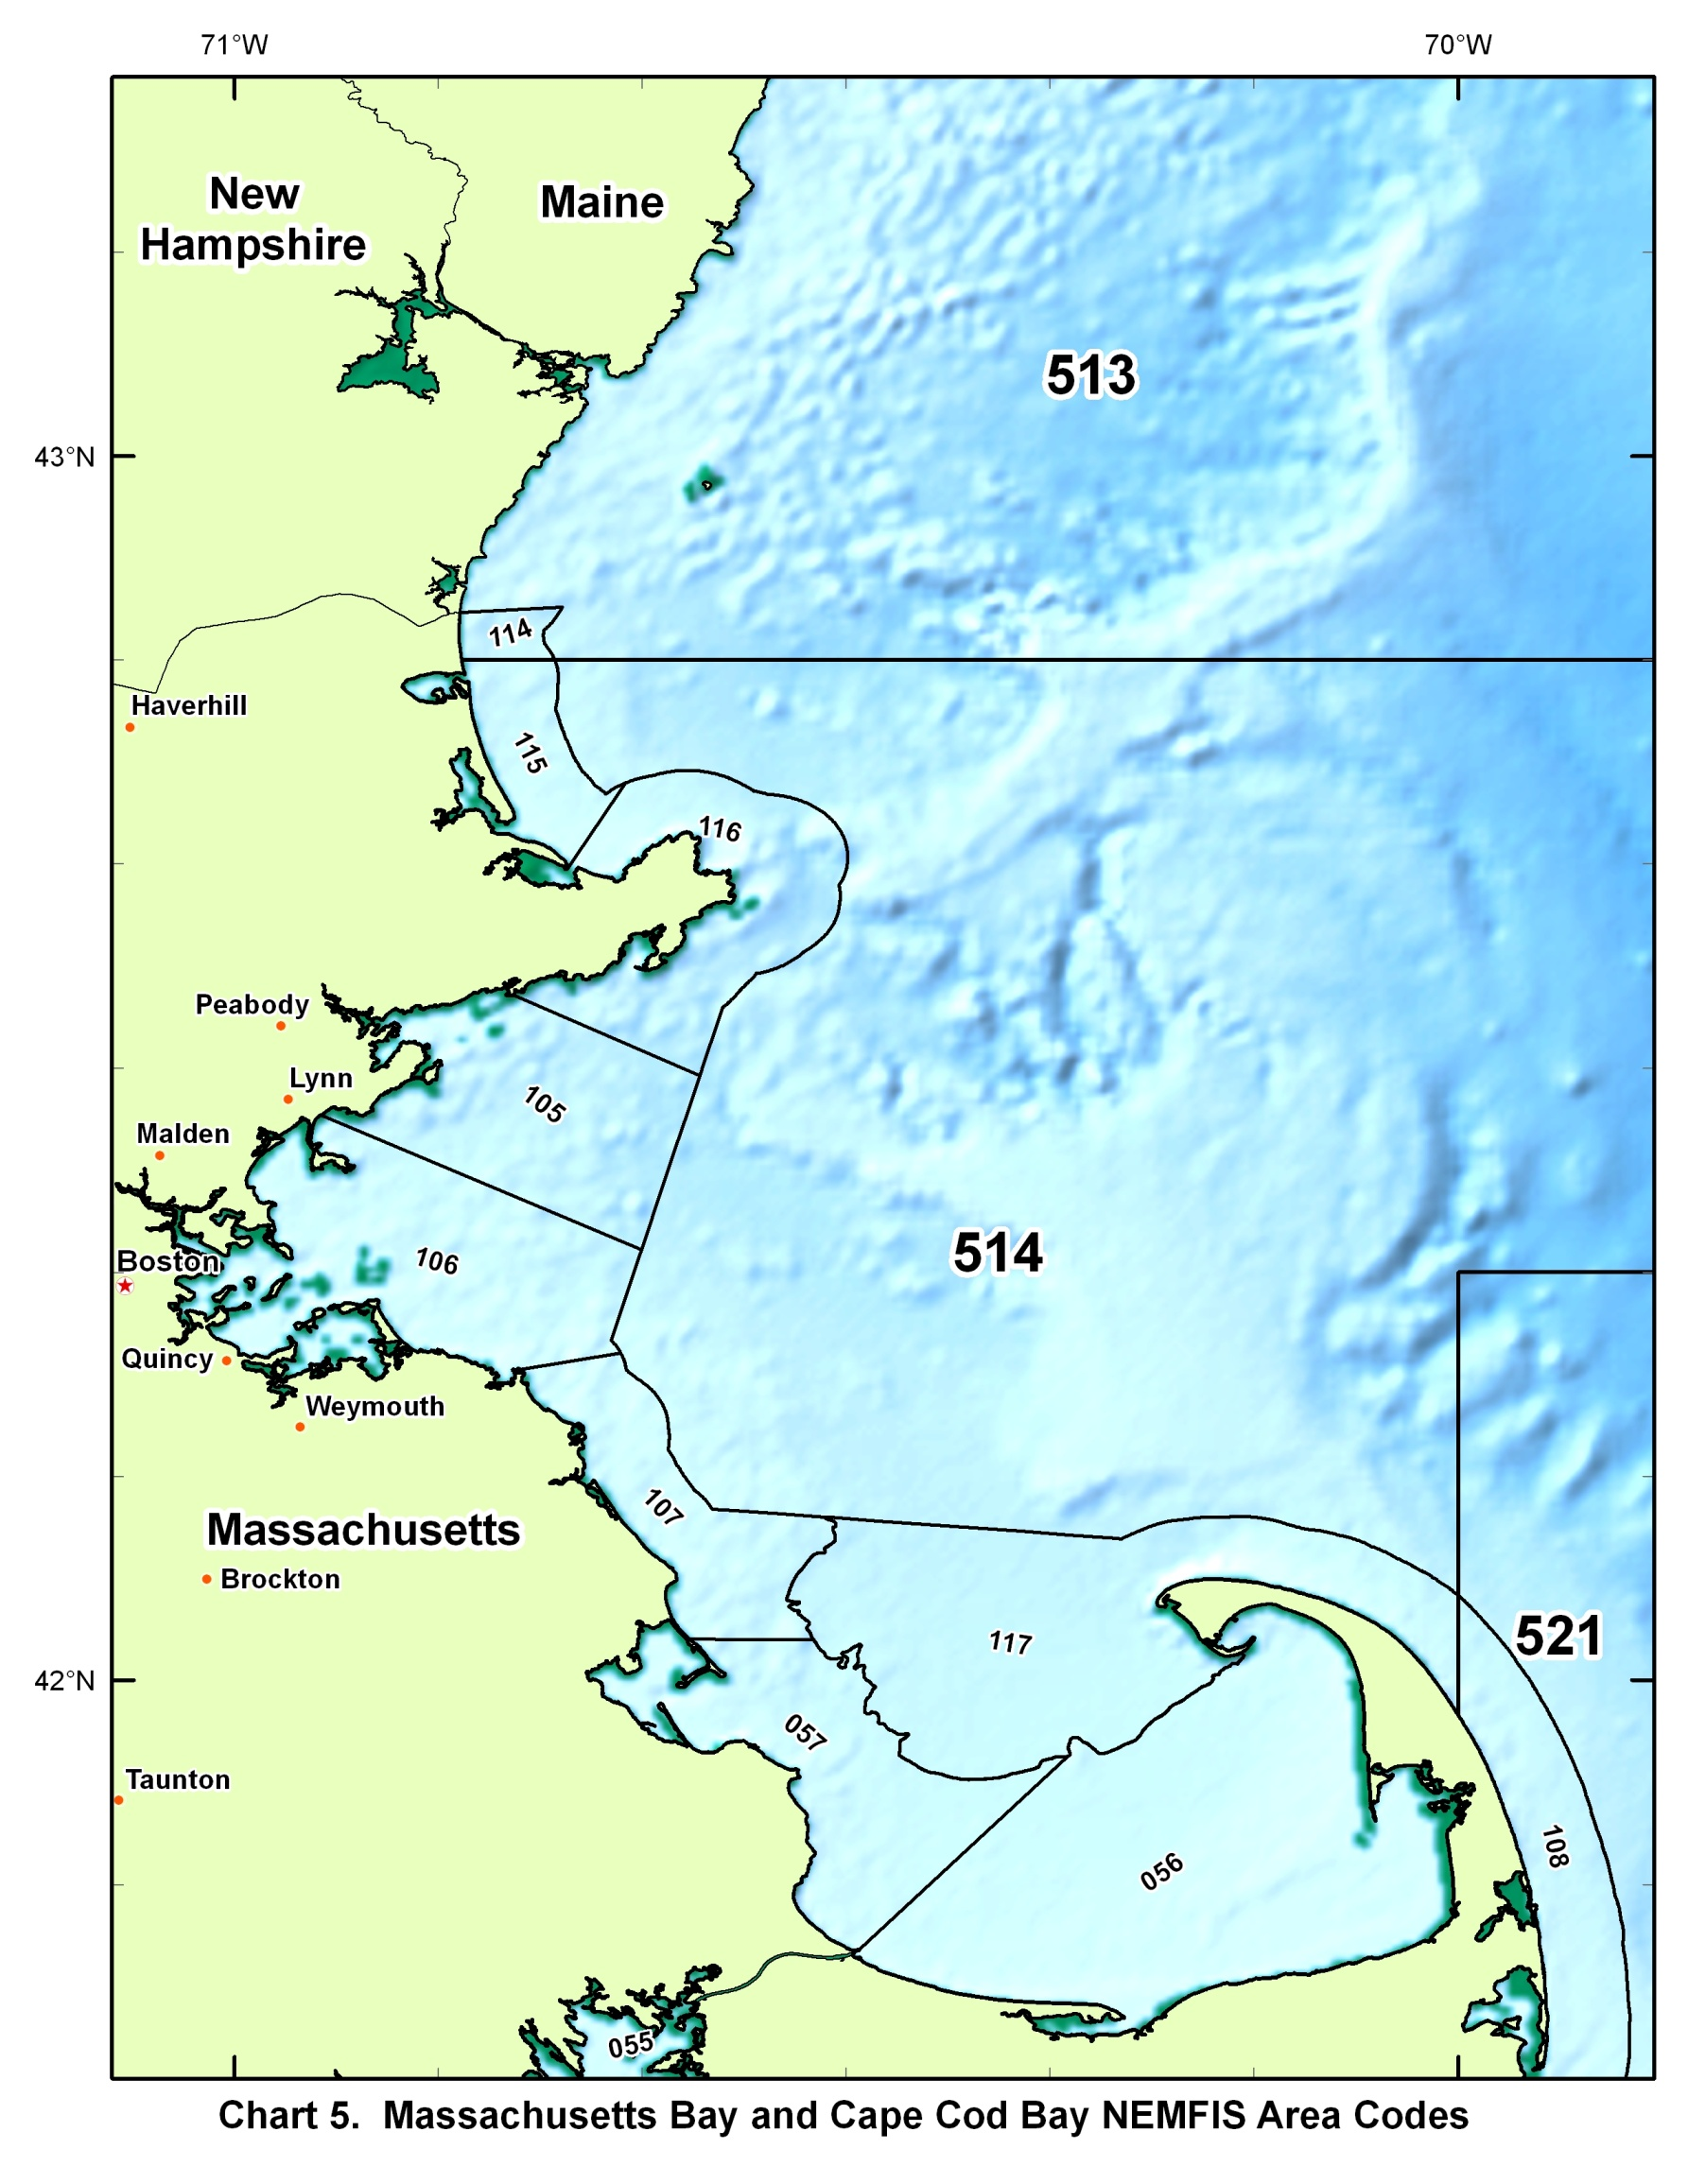 71°W
70°W
New
Hampshire
Maine
513
43°N
114
Haverhill
115
116
Peabody
Lynn
105
Malden
514
106
Boston
Quincy
Weymouth
107
Massachusetts
Brockton
521
117
42°N
057
Taunton
108
056
055
Chart 5.  Massachusetts Bay and Cape Cod Bay NEMFIS Area Codes